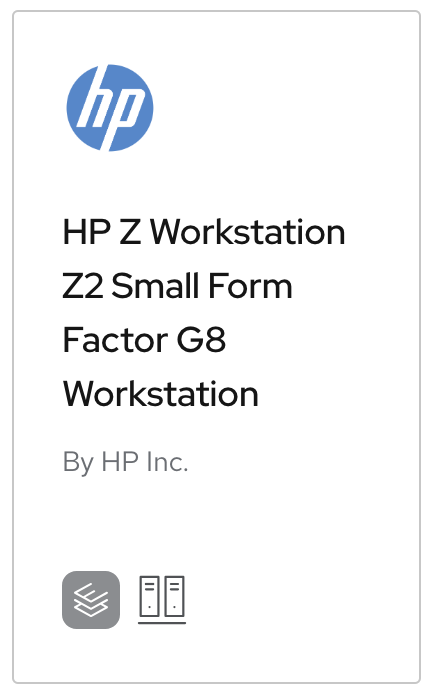 hp
HP Z Workstation
Z2 Small Form
Factor G8
Workstation
By HP Inc.